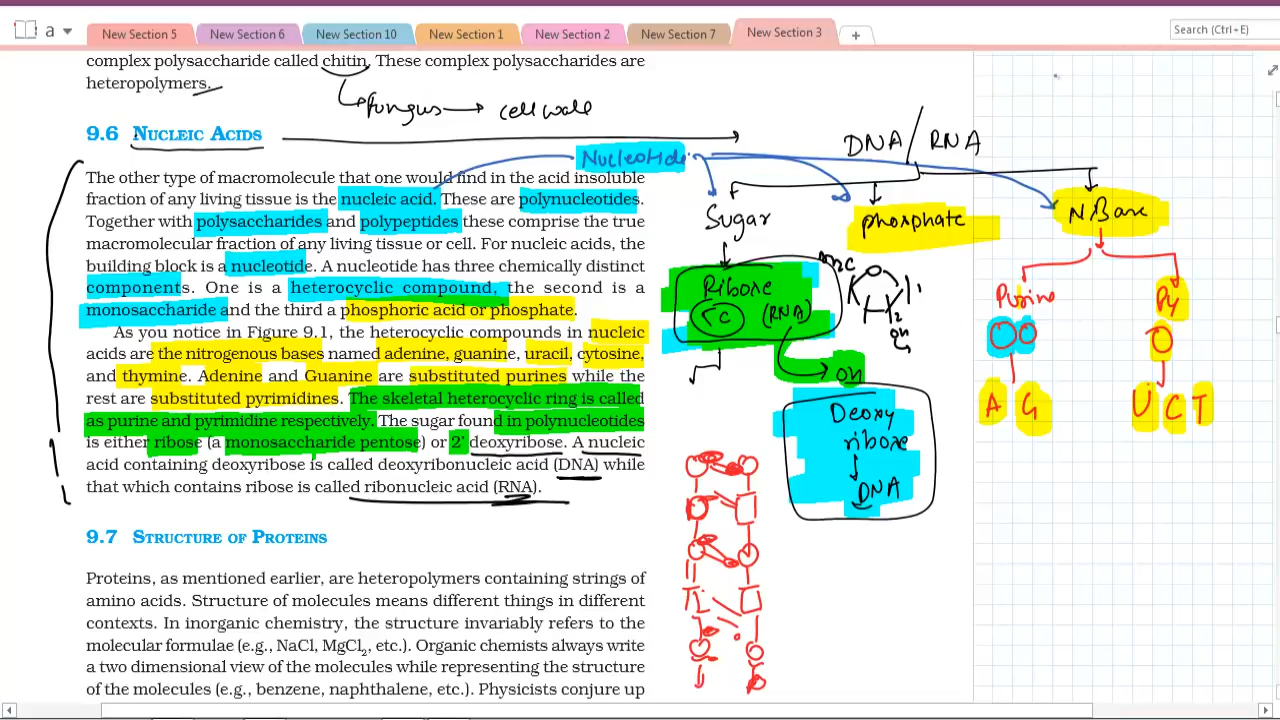 a
New Section 5
New Section 6
New Section 10
New Section 1
New Section 2
New Section 7
New Section 3
+
Search (Ctrl+E)
complex polysaccharide called chitin. These complex polysaccharides are
heteropolymers.
fungus → cell wall
9.6 NUCLEIC ACIDS
The other type of macromolecule that one would find in the acid insoluble
fraction of any living tissue is the nucleic acid. These are polynucleotides.
Together with polysaccharides and polypeptides these comprise the true
macromolecular fraction of any living tissue or cell. For nucleic acids, the
building block is a nucleotide. A nucleotide has three chemically distinct
components. One is a heterocyclic compound, the second is a
monosaccharide and the third a phosphoric acid or phosphate.
As you notice in Figure 9.1, the heterocyclic compounds in nucleic
acids are the nitrogenous bases named adenine, guanine, uracil, cytosine,
and thymine. Adenine and Guanine are substituted purines while the
rest are substituted pyrimidines. The skeletal heterocyclic ring is called
as purine and pyrimidine respectively. The sugar found in polynucleotides
is either ribose (a monosaccharide pentose) or 2' deoxyribose. A nucleic
acid containing deoxyribose is called deoxyribonucleic acid (DNA) while
that which contains ribose is called ribonucleic acid (RNA).
9.7 STRUCTURE OF PROTEINS
Proteins, as mentioned earlier, are heteropolymers containing strings of
amino acids. Structure of molecules means different things in different
contexts. In inorganic chemistry, the structure invariably refers to the
molecular formulae (e.g., NaCl, MgCl₂, etc.). Organic chemists always write
a two dimensional view of the molecules while representing the structure
of the molecules (e.g., benzene, naphthalene, etc.). Physicists conjure up
DNA / RNA
Nucleotide
Sugar
phosphate
N.Base
Ribose
(RNA)
1
2
OH
OH
Deoxy
ribose
DNA
Purine
Py
A G
U C T